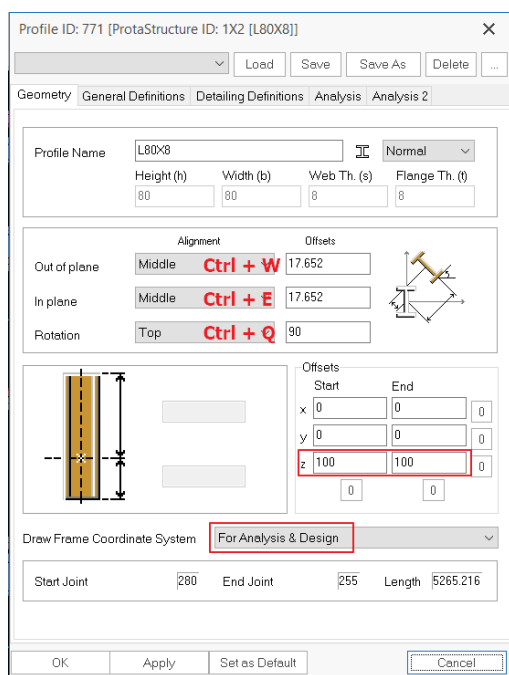 Profile ID: 771 [ProtaStructure ID: 1X2 [L80X8]]
Load Save Save As Delete ...
Geometry General Definitions Detailing Definitions Analysis Analysis 2
Profile Name L80X8 Normal
Height (h) Width (b) Web Th. (s) Flange Th. (t)
80 80 8 8
Alignment Offsets
Out of plane Middle Ctrl + W 17.652
In plane Middle Ctrl + E 17.652
Rotation Top Ctrl + Q 90
Offsets
Start End
x 0 0 0
y 0 0 0
z 100 100 0
0 0
Draw Frame Coordinate System For Analysis & Design
Start Joint 280 End Joint 255 Length 5265.216
OK Apply Set as Default Cancel